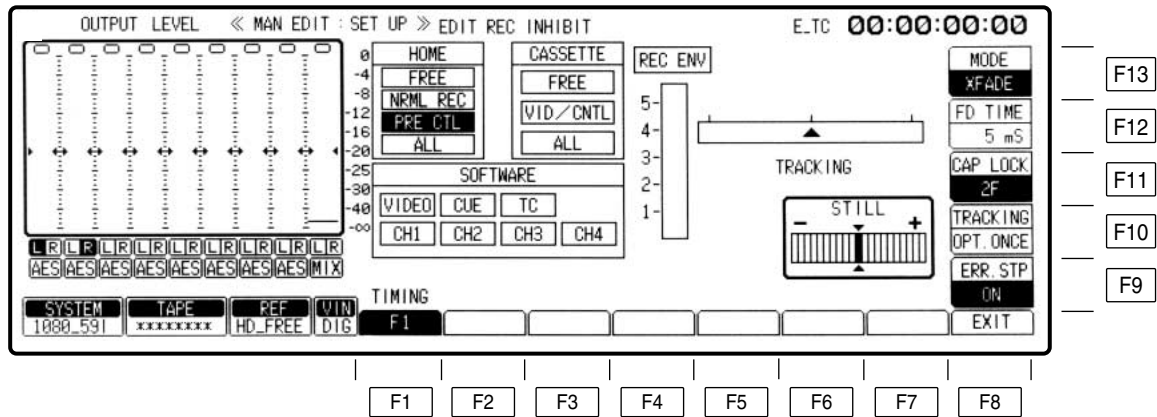 OUTPUT LEVEL ≪ MAN EDIT : SET UP ≫ EDIT REC INHIBIT E_TC 00:00:00:00
0
-4
-8
-12
-16
-20
-25
-30
-40
-∞
L R L R L R L R L R L R L R L R L R
AES AES AES AES AES AES AES AES MIX
HOME
FREE
NRML REC
PRE CTL
ALL
CASSETTE
FREE
VID/CNTL
ALL
SOFTWARE
VIDEO CUE TC
CH1 CH2 CH3 CH4
REC ENV
5-
4-
3-
2-
1-
TRACKING
STILL
- +
MODE
XFADE
FD TIME
5 mS
CAP LOCK
2F
TRACKING
OPT. ONCE
ERR. STP
ON
EXIT
F13
F12
F11
F10
F9
SYSTEM TAPE REF VIN
1080_59I ******** HD_FREE DIG
TIMING
F1
F1 F2 F3 F4 F5 F6 F7 F8